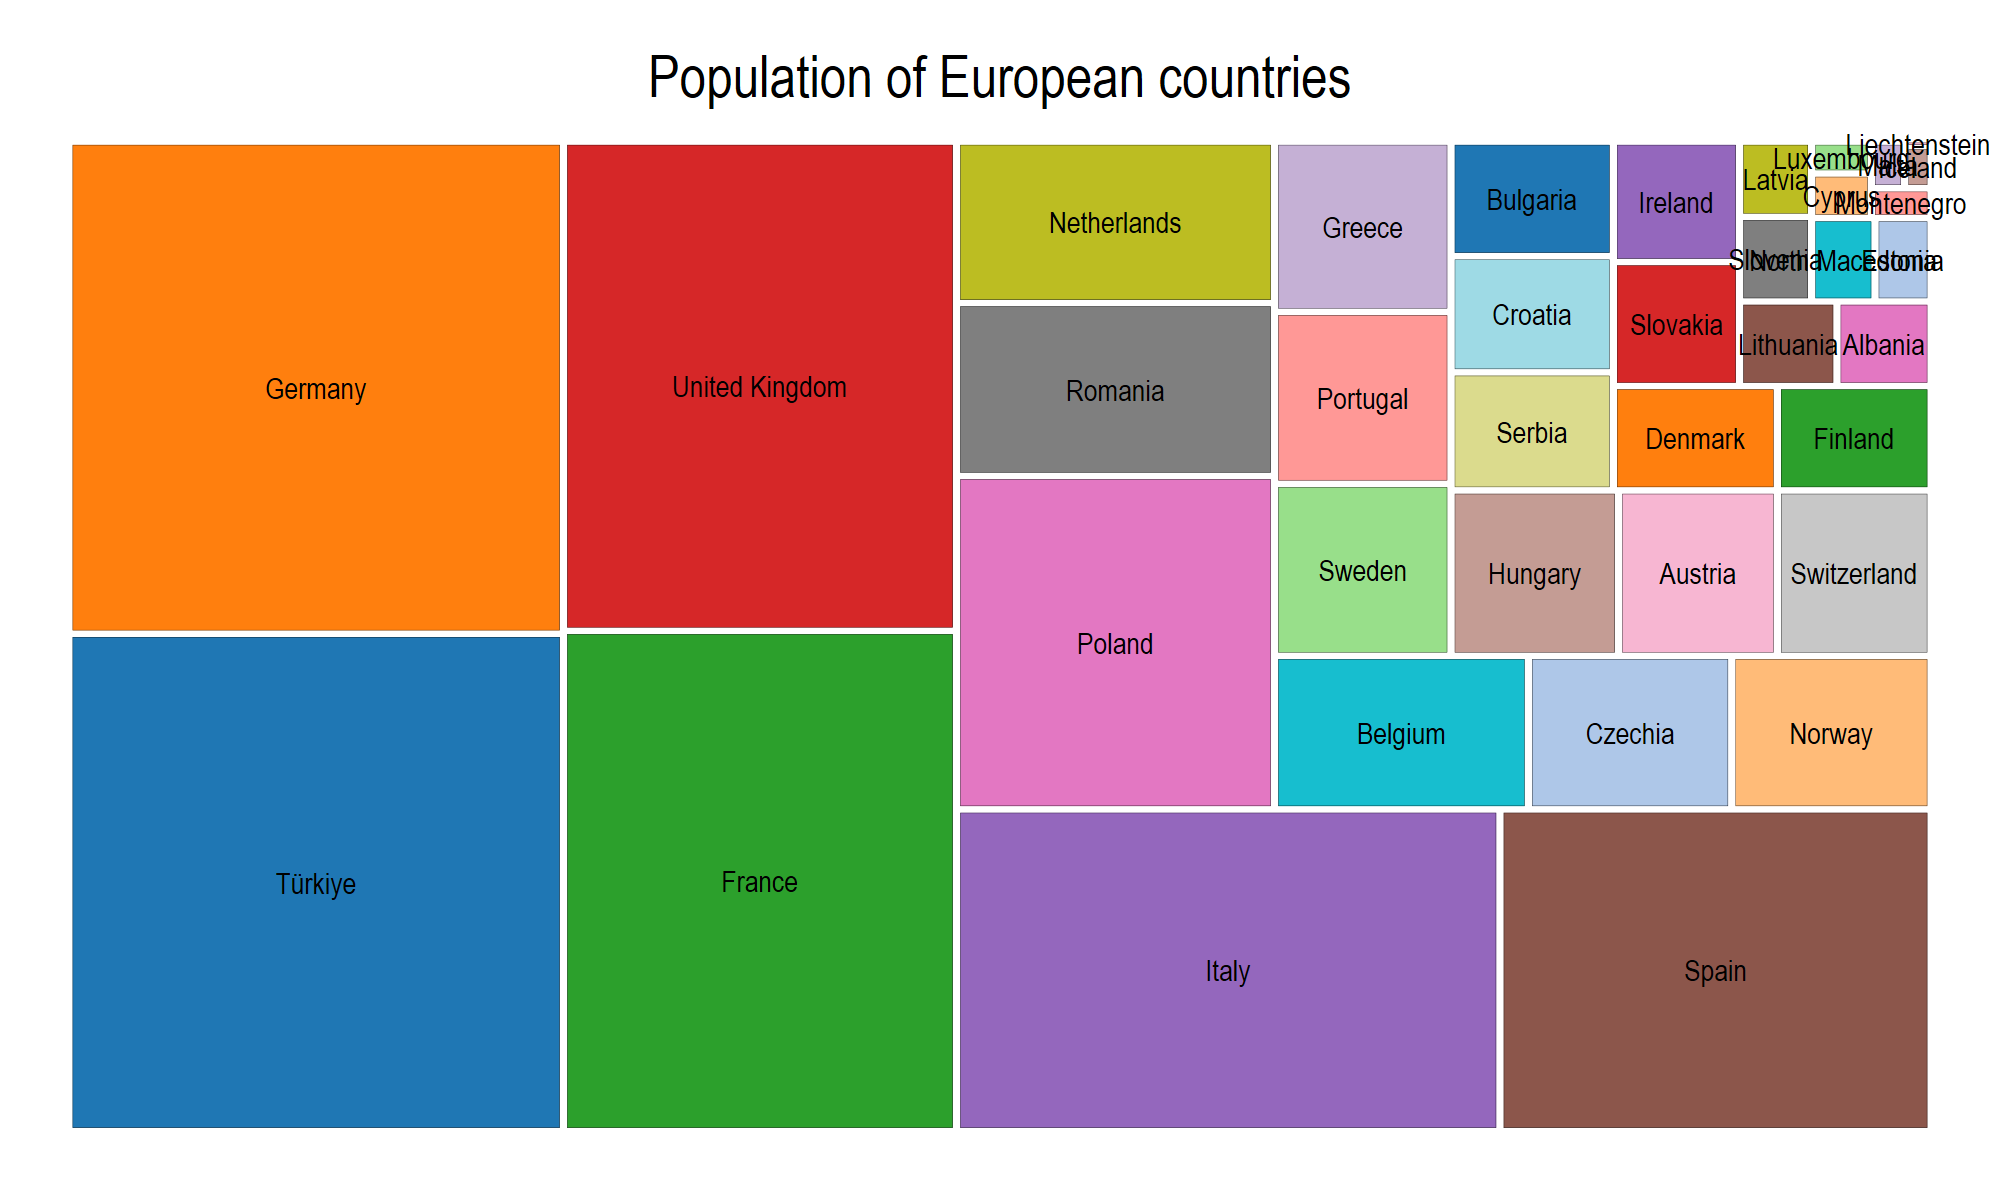 Population of European countries
Germany
United Kingdom
Netherlands
Greece
Bulgaria
Ireland
Latvia
Luxembourg
Liechtenstein
Malta
Iceland
Cyprus
Montenegro
Slovenia
North Macedonia
Estonia
Croatia
Slovakia
Lithuania
Albania
Romania
Portugal
Serbia
Denmark
Finland
Poland
Sweden
Hungary
Austria
Switzerland
Belgium
Czechia
Norway
Türkiye
France
Italy
Spain